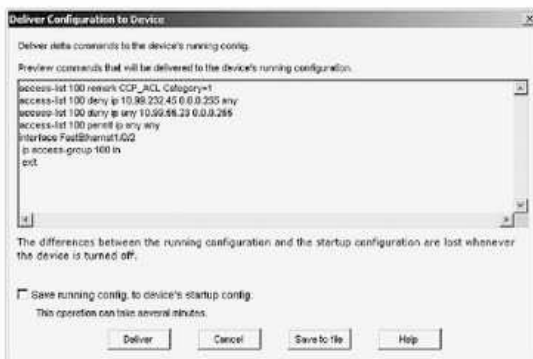 Deliver Configuration to Device
Deliver delta commands to the device's running config.
Preview commands that will be delivered to the device's running configuration.
access-list 100 remark CCP_ACL Category=1
access-list 100 deny ip 10.99.232.45 0.0.0.255 any
access-list 100 deny ip any 10.99.66.23 0.0.0.255
access-list 100 permit ip any any
interface FastEthernet1/0/2
ip access-group 100 in
exit
The differences between the running configuration and the startup configuration are lost whenever
the device is turned off.
Save running config. to device's startup config.
This operation can take several minutes.
Deliver
Cancel
Save to file
Help